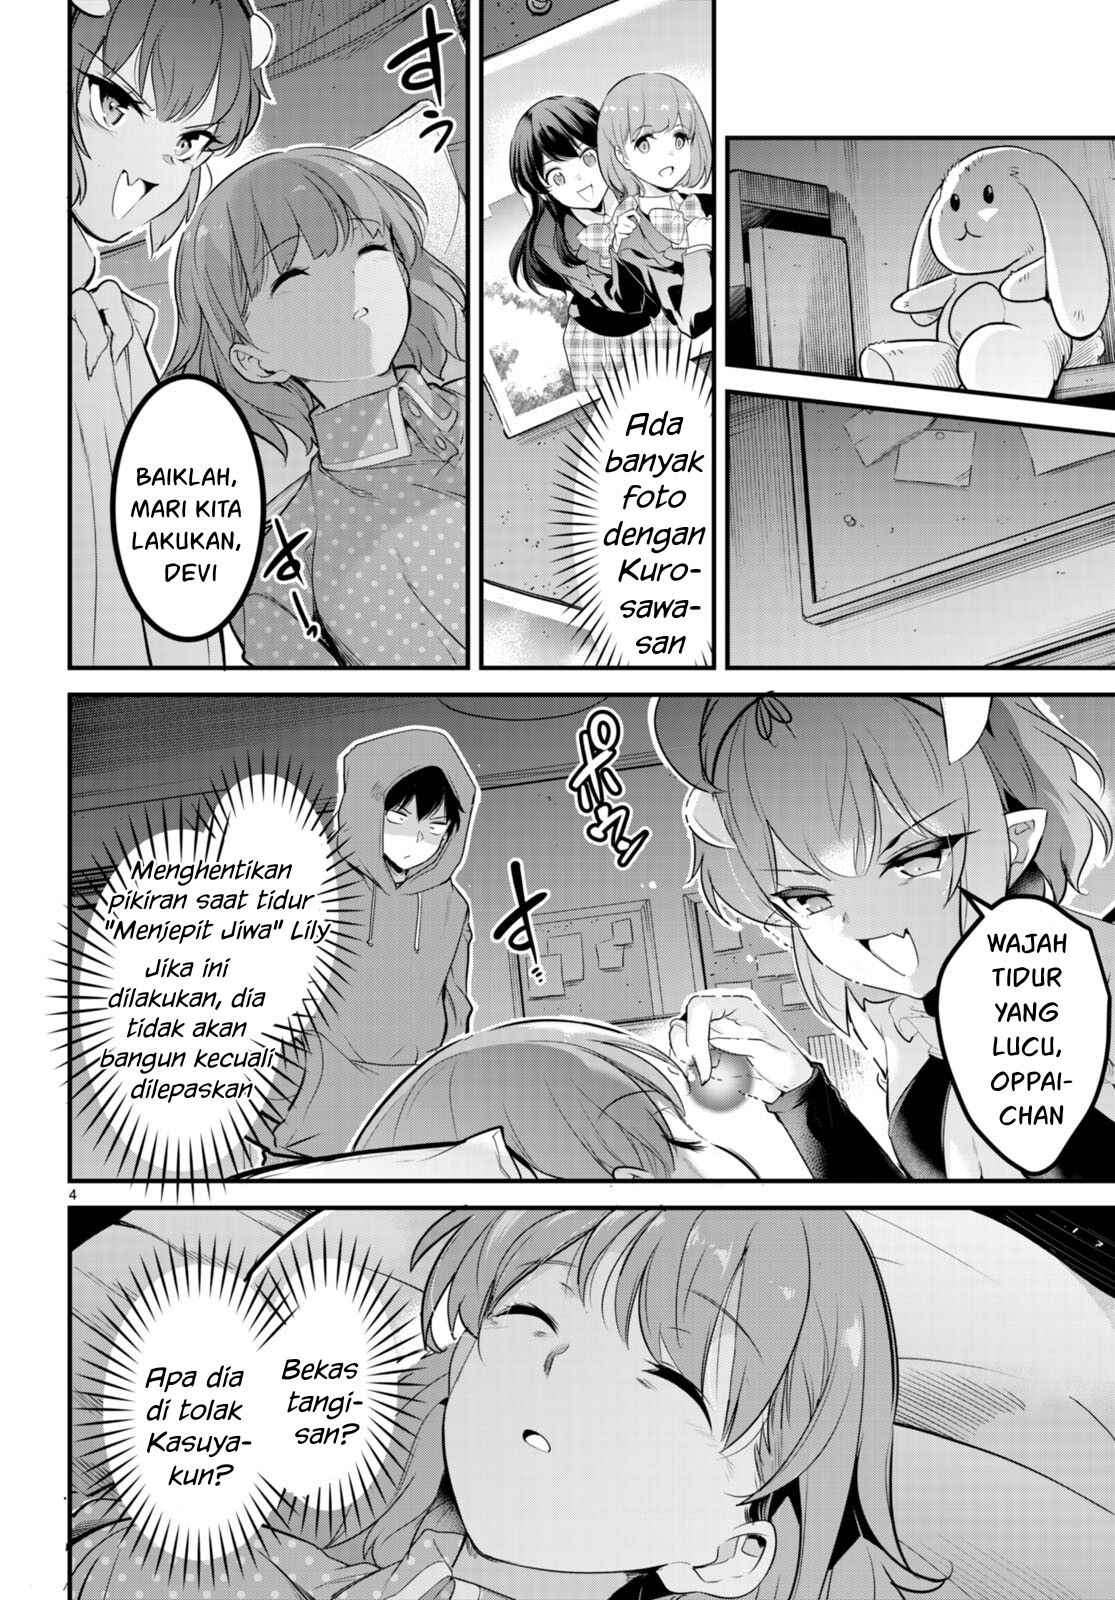 Ada
banyak
foto
dengan
Kuro-
sawa-
san
す
う
BAIKLAH,
MARI KITA
LAKUKAN,
DEVI
WAJAH
TIDUR
YANG
LUCU,
OPPAI-
CHAN
Menghentikan
pikiran saat tidur
"Menjepit Jiwa" Lily
Jika ini
dilakukan, dia
tidak akan
bangun kecuali
dilepaskan
4
Bekas
tangi-
san?
Apa dia
di tolak
Kasuya-
kun?